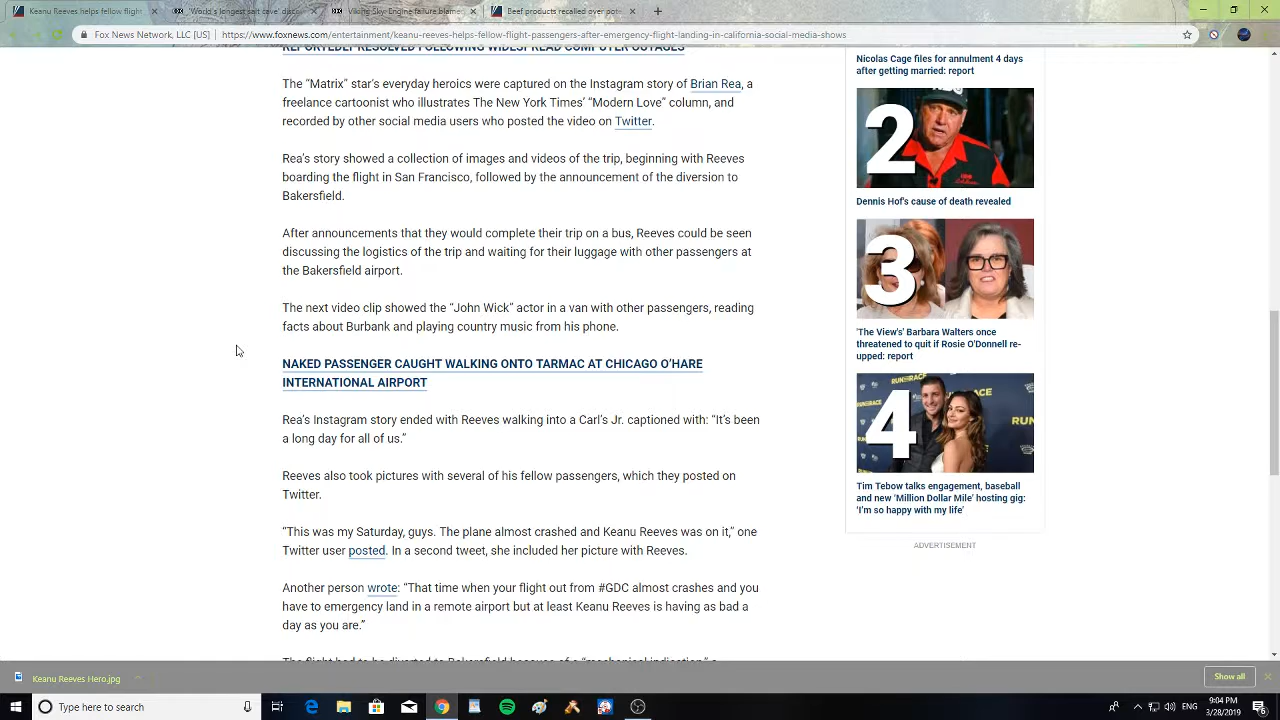 Keanu Reeves helps fellow flight
'World's longest salt cave' disc
Viking Sky engine failure blame
Beef products recalled over pote
Fox News Network, LLC [US] | https://www.foxnews.com/entertainment/keanu-reeves-helps-fellow-flight-passengers-after-emergency-flight-landing-in-california-social-media-shows
The “Matrix” star’s everyday heroics were captured on the Instagram story of Brian Rea, a
freelance cartoonist who illustrates The New York Times’ “Modern Love” column, and
recorded by other social media users who posted the video on Twitter.
Rea’s story showed a collection of images and videos of the trip, beginning with Reeves
boarding the flight in San Francisco, followed by the announcement of the diversion to
Bakersfield.
After announcements that they would complete their trip on a bus, Reeves could be seen
discussing the logistics of the trip and waiting for their luggage with other passengers at
the Bakersfield airport.
The next video clip showed the “John Wick” actor in a van with other passengers, reading
facts about Burbank and playing country music from his phone.
NAKED PASSENGER CAUGHT WALKING ONTO TARMAC AT CHICAGO O’HARE
INTERNATIONAL AIRPORT
Rea’s Instagram story ended with Reeves walking into a Carl’s Jr. captioned with: “It’s been
a long day for all of us.”
Reeves also took pictures with several of his fellow passengers, which they posted on
Twitter.
“This was my Saturday, guys. The plane almost crashed and Keanu Reeves was on it,” one
Twitter user posted. In a second tweet, she included her picture with Reeves.
Another person wrote: “That time when your flight out from #GDC almost crashes and you
have to emergency land in a remote airport but at least Keanu Reeves is having as bad a
day as you are.”
Nicolas Cage files for annulment 4 days
after getting married: report
2
Dennis Hof's cause of death revealed
3
'The View's' Barbara Walters once
threatened to quit if Rosie O'Donnell re-
upped: report
RUN THE RACE
4
Tim Tebow talks engagement, baseball
and new ‘Million Dollar Mile’ hosting gig:
‘I’m so happy with my life’
ADVERTISEMENT
Keanu Reeves Hero.jpg
Show all
Type here to search
ENG
9:04 PM
3/28/2019